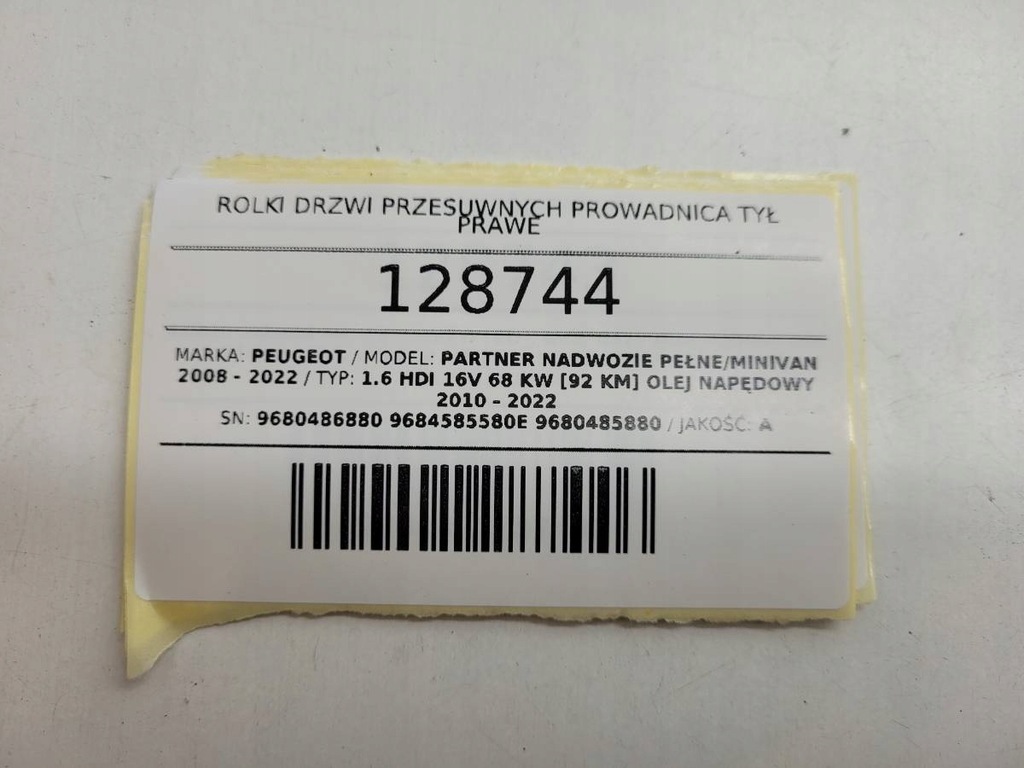 ROLKI DRZWI PRZESUWNYCH PROWADNICA TYŁ
PRAWE
128744
MARKA: PEUGEOT / MODEL: PARTNER NADWOZIE PEŁNE/MINIVAN
2008 - 2022 / TYP: 1.6 HDI 16V 68 KW [92 KM] OLEJ NAPĘDOWY
2010 - 2022
SN: 9680486880 9684585580E 9680485880 / JAKOŚĆ: A